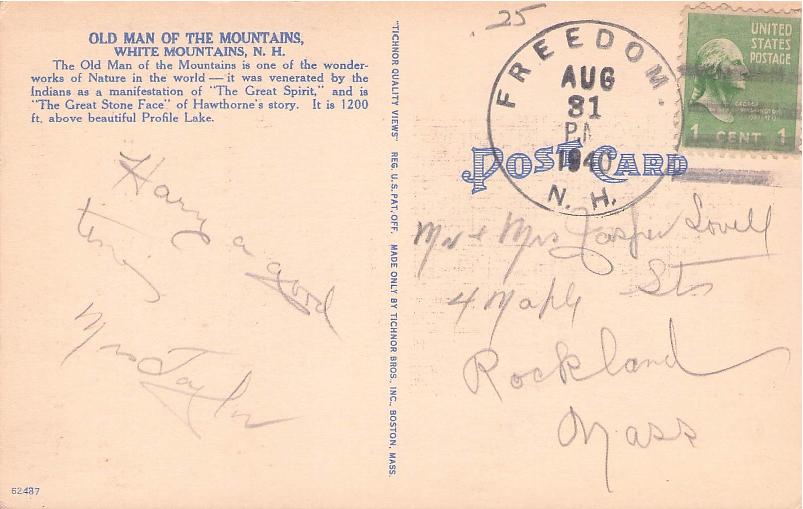 OLD MAN OF THE MOUNTAINS,
WHITE MOUNTAINS, N. H.
The Old Man of the Mountains is one of the wonder-
works of Nature in the world — it was venerated by the
Indians as a manifestation of "The Great Spirit," and is
"The Great Stone Face" of Hawthorne's story. It is 1200
ft. above beautiful Profile Lake.
Havy a good
time
Mrs Taylor
62487
"TICHNOR QUALITY VIEWS" REG. U.S. PAT. OFF. MADE ONLY BY TICHNOR BROS., INC., BOSTON, MASS.
.25
FREEDOM.
AUG
31
PM
1940
N. H.
POST CARD
UNITED
STATES
POSTAGE
1 CENT 1
Mr & Mrs Jasper Lovell
4 Maple St.
Rockland
Mass